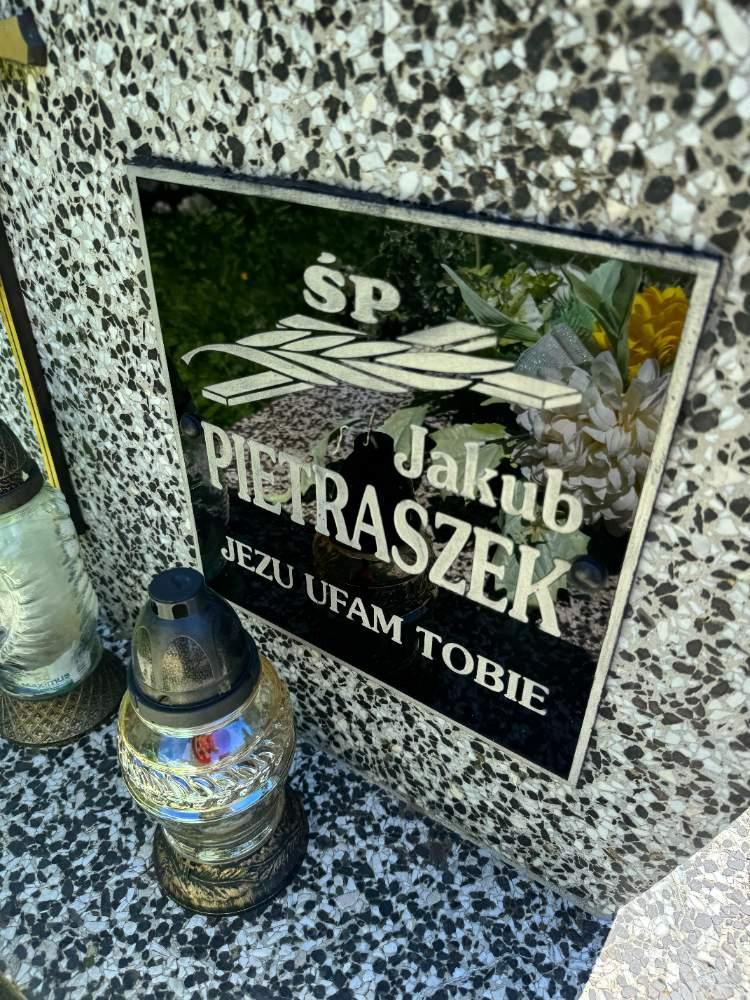 ŚP
Jakub
PIETRASZEK
JEZU UFAM TOBIE